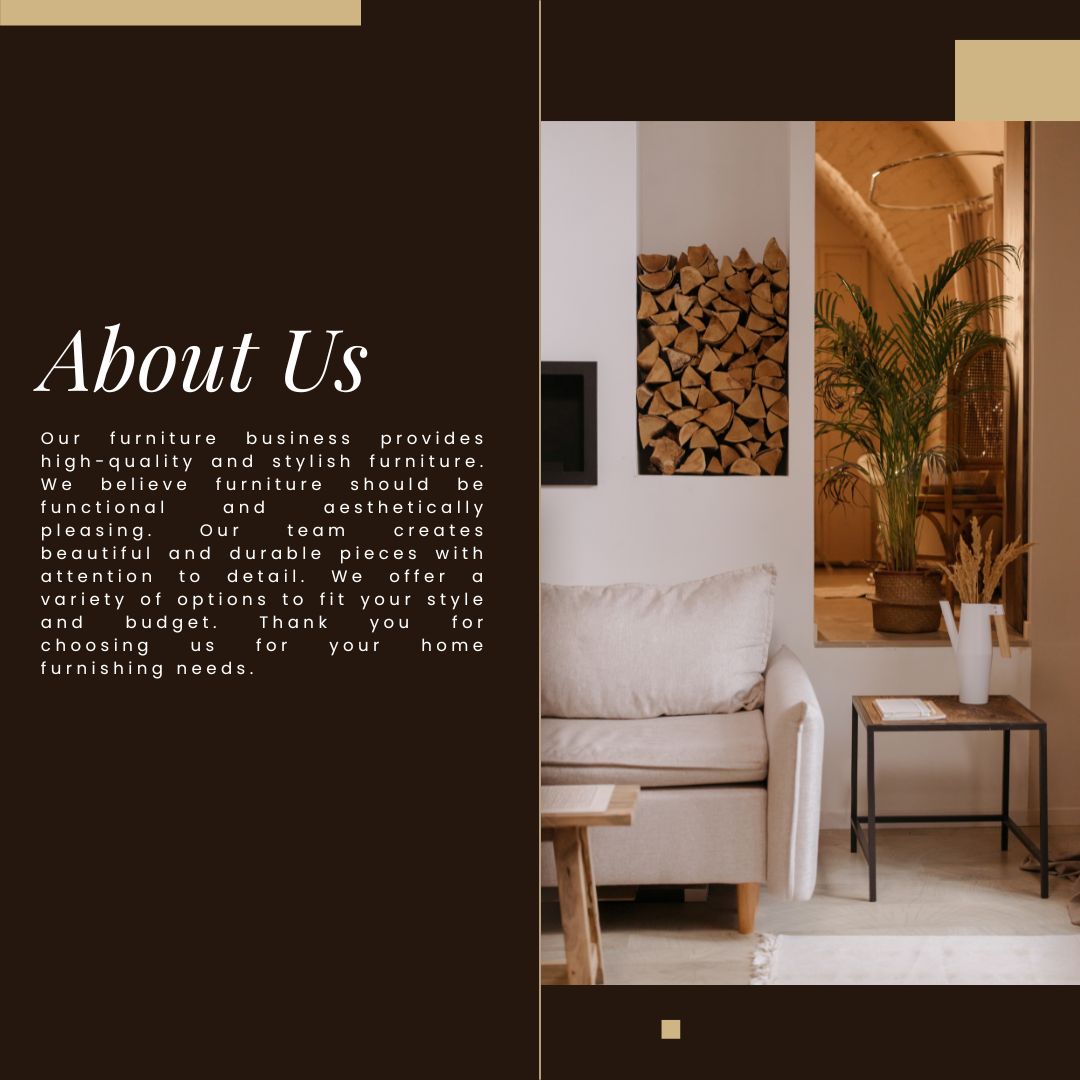 About Us
Our furniture business provides
high-quality and stylish furniture.
We believe furniture should be
functional and aesthetically
pleasing. Our team creates
beautiful and durable pieces with
attention to detail. We offer a
variety of options to fit your style
and budget. Thank you for
choosing us for your home
furnishing needs.